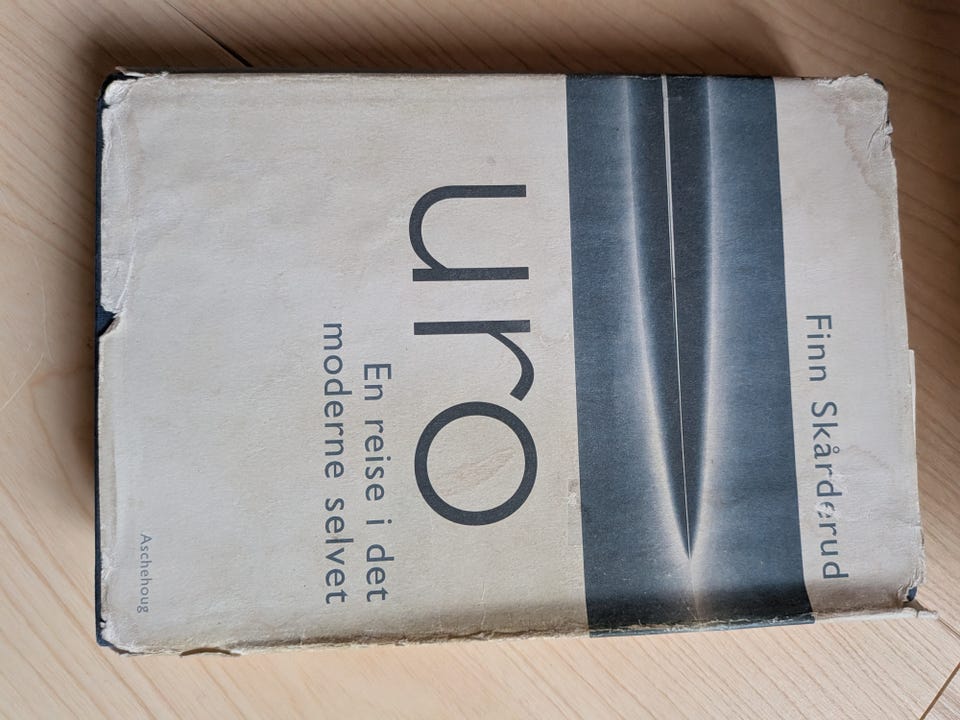 Finn Skårderud
uro
En reise i det
moderne selvet
Aschehoug